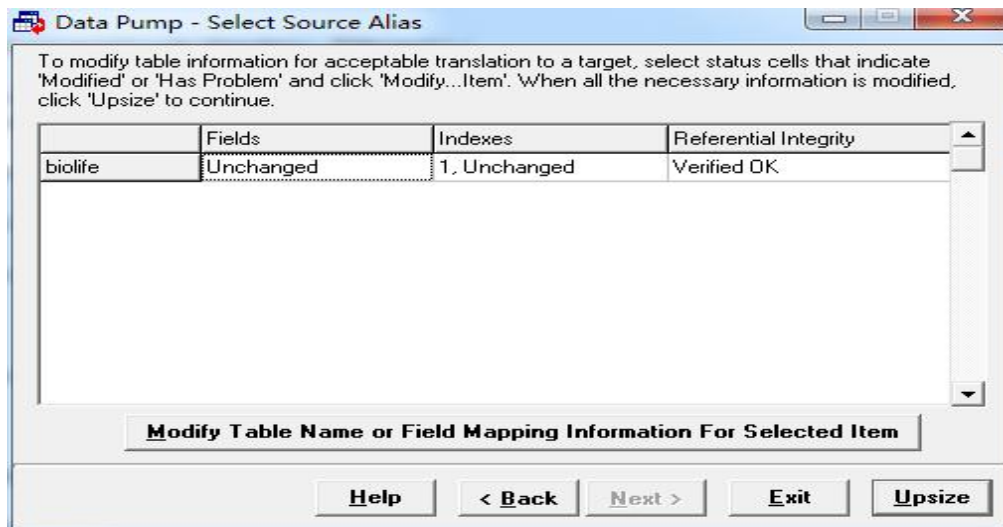 Data Pump - Select Source Alias
To modify table information for acceptable translation to a target, select status cells that indicate
'Modified' or 'Has Problem' and click 'Modify...Item'. When all the necessary information is modified,
click 'Upsize' to continue.
Fields Indexes Referential Integrity
biolife Unchanged 1, Unchanged Verified OK
Modify Table Name or Field Mapping Information For Selected Item
Help < Back Next > Exit Upsize